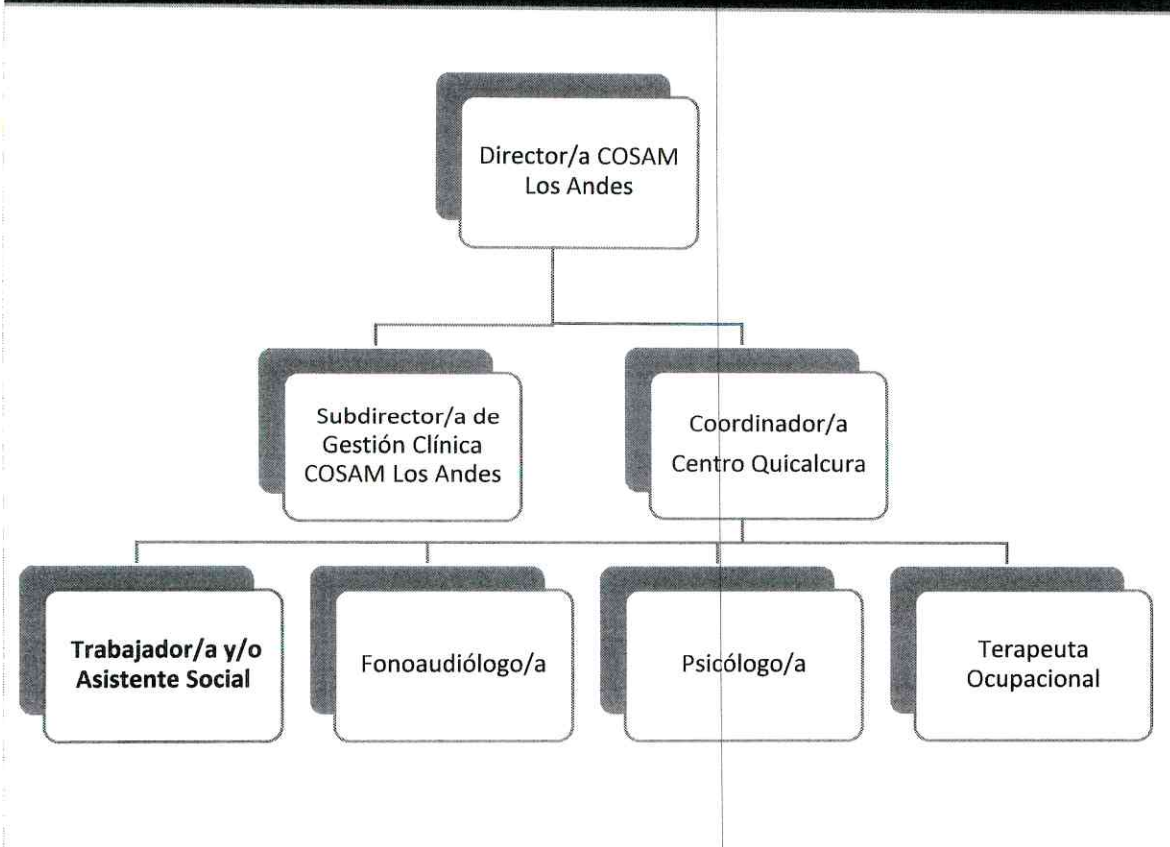 Director/a COSAM
Los Andes
Subdirector/a de
Gestión Clínica
COSAM Los Andes
Coordinador/a
Centro Quicalcura
Trabajador/a y/o
Asistente Social
Fonoaudiólogo/a
Psicólogo/a
Terapeuta
Ocupacional